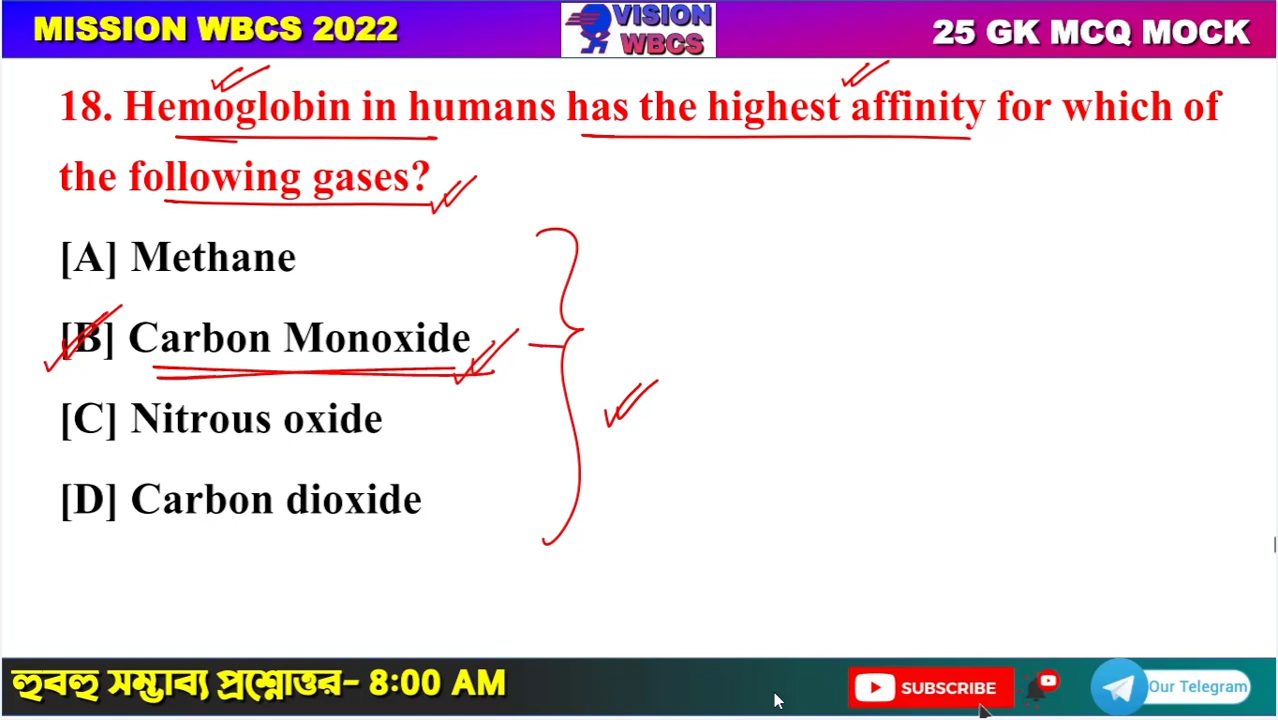 MISSION WBCS 2022
VISION
WBCS
25 GK MCQ MOCK
18. Hemoglobin in humans has the highest affinity for which of
the following gases?
[A] Methane
[B] Carbon Monoxide
[C] Nitrous oxide
[D] Carbon dioxide
হুবহু সম্ভাব্য প্রশ্নোত্তর- 8:00 AM
SUBSCRIBE
Our Telegram